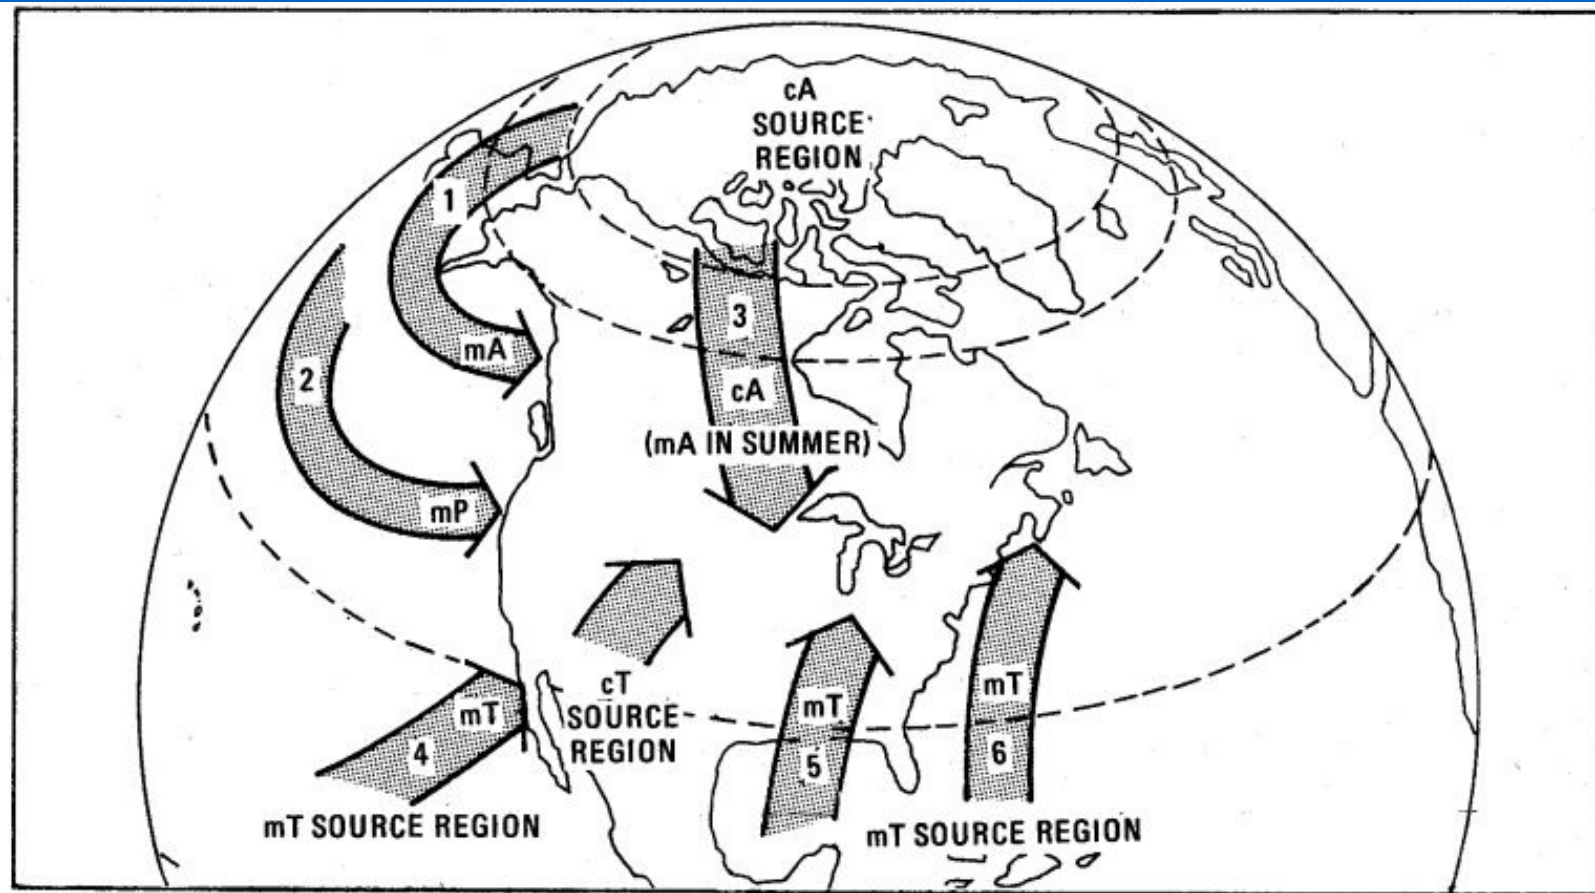 cA
SOURCE
REGION
1
mA
2
mP
3
cA
(mA IN SUMMER)
cT
SOURCE
REGION
mT
4
mT SOURCE REGION
mT
5
mT
6
mT SOURCE REGION